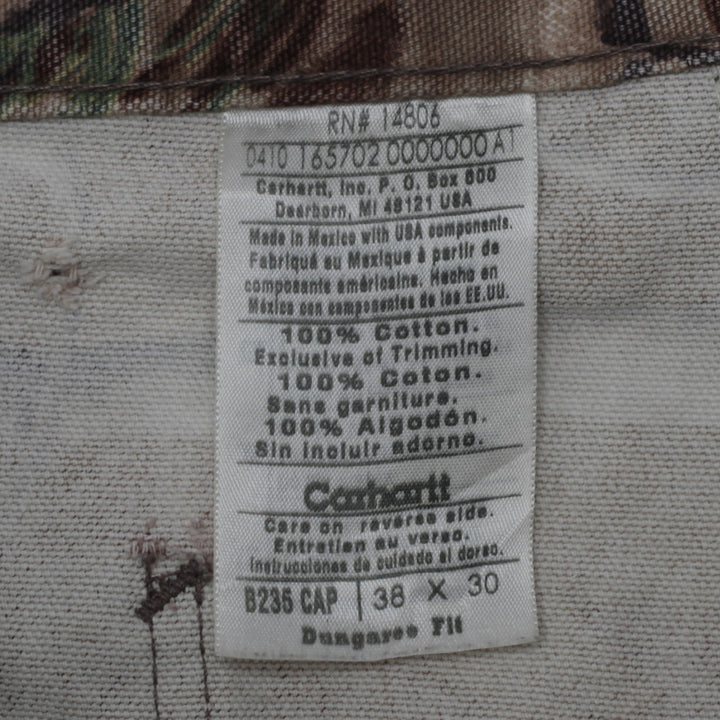 RN# 14806
0410 165702 0000000 A1
Carhartt, Inc. P. O. Box 600
Dearborn, MI 48121 USA
Made in Mexico with USA components.
Fabriqué au Mexique à partir de
composante américaine. Hecho en
México con componentes de los EE.UU.
100% Cotton.
Exclusive of Trimming.
100% Coton.
Sans garniture.
100% Algodón.
Sin incluir adorno.
Carhartt
Care on reverse side.
Entretien au verso.
Instrucciones de cuidado al dorso.
B235 CAP 38 X 30
Dungaree Fit